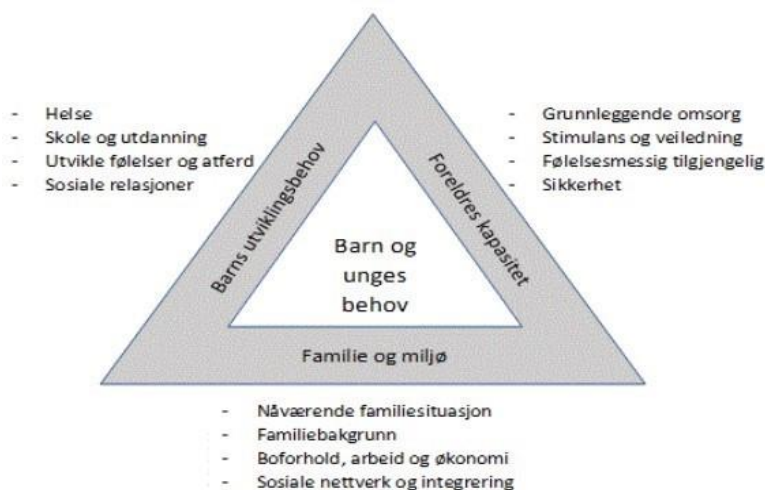 - Helse
- Skole og utdanning
- Utvikle følelser og atferd
- Sosiale relasjoner
- Grunnleggende omsorg
- Stimulans og veiledning
- Følelsesmessig tilgjengelig
- Sikkerhet
Barns utviklingsbehov
Foreldres kapasitet
Barn og
unges
behov
Familie og miljø
- Nåværende familiesituasjon
- Familiebakgrunn
- Boforhold, arbeid og økonomi
- Sosiale nettverk og integrering